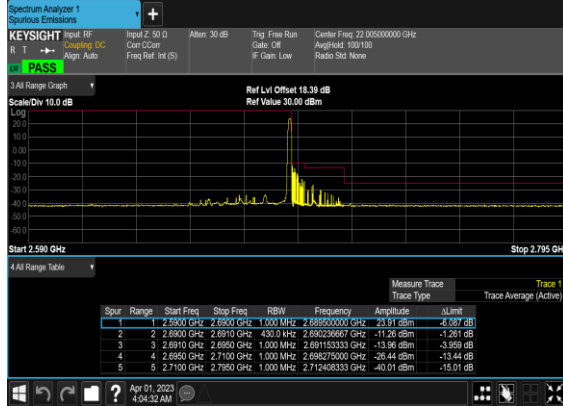 Spectrum Analyzer 1
Spurious Emissions
KEYSIGHT Input: RF Input Z: 50 Ω Atten: 30 dB Trig: Free Run Center Freq: 22.005000000 GHz
R T Coupling: DC Corr CCorr Gate: Off Avg|Hold: 100/100
Align: Auto Freq Ref: Int (S) IF Gain: Low Radio Std: None
PASS
3 All Range Graph
Ref Lvl Offset 18.39 dB
Scale/Div 10.0 dB Ref Value 30.00 dBm
Log
20.0
10.0
0.00
-10.0
-20.0
-30.0
-40.0
-50.0
-60.0
Start 2.590 GHz Stop 2.795 GH
4 All Range Table
Measure Trace Trace 1
Trace Type Trace Average (Active)
Spur Range Start Freq Stop Freq RBW Frequency Amplitude ΔLimit
1 1 2.5900 GHz 2.6900 GHz 1.000 MHz 2.689500000 GHz 23.91 dBm -6.087 dB
2 2 2.6900 GHz 2.6910 GHz 430.0 kHz 2.690236667 GHz -11.26 dBm -1.261 dB
3 3 2.6910 GHz 2.6950 GHz 1.000 MHz 2.691153333 GHz -13.96 dBm -3.959 dB
4 4 2.6950 GHz 2.7100 GHz 1.000 MHz 2.698275000 GHz -26.44 dBm -13.44 dB
5 5 2.7100 GHz 2.7950 GHz 1.000 MHz 2.712408333 GHz -40.01 dBm -15.01 dB
Apr 01, 2023
4:04:32 AM